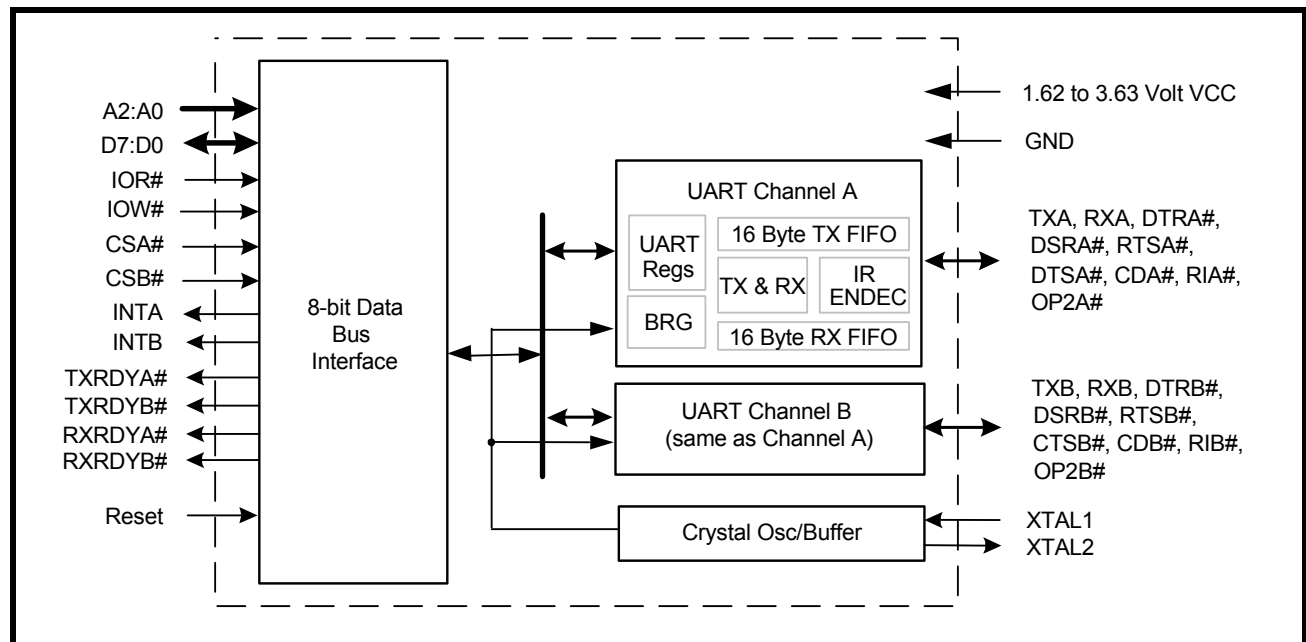 A2:A0
D7:D0
IOR#
IOW#
CSA#
CSB#
INTA
INTB
TXRDYA#
TXRDYB#
RXRDYA#
RXRDYB#
Reset
8-bit Data
Bus
Interface
UART Channel A
UART
Regs
BRG
16 Byte TX FIFO
TX & RX
IR
ENDEC
16 Byte RX FIFO
UART Channel B
(same as Channel A)
Crystal Osc/Buffer
1.62 to 3.63 Volt VCC
GND
TXA, RXA, DTRA#,
DSRA#, RTSA#,
DTSA#, CDA#, RIA#,
OP2A#
TXB, RXB, DTRB#,
DSRB#, RTSB#,
CTSB#, CDB#, RIB#,
OP2B#
XTAL1
XTAL2